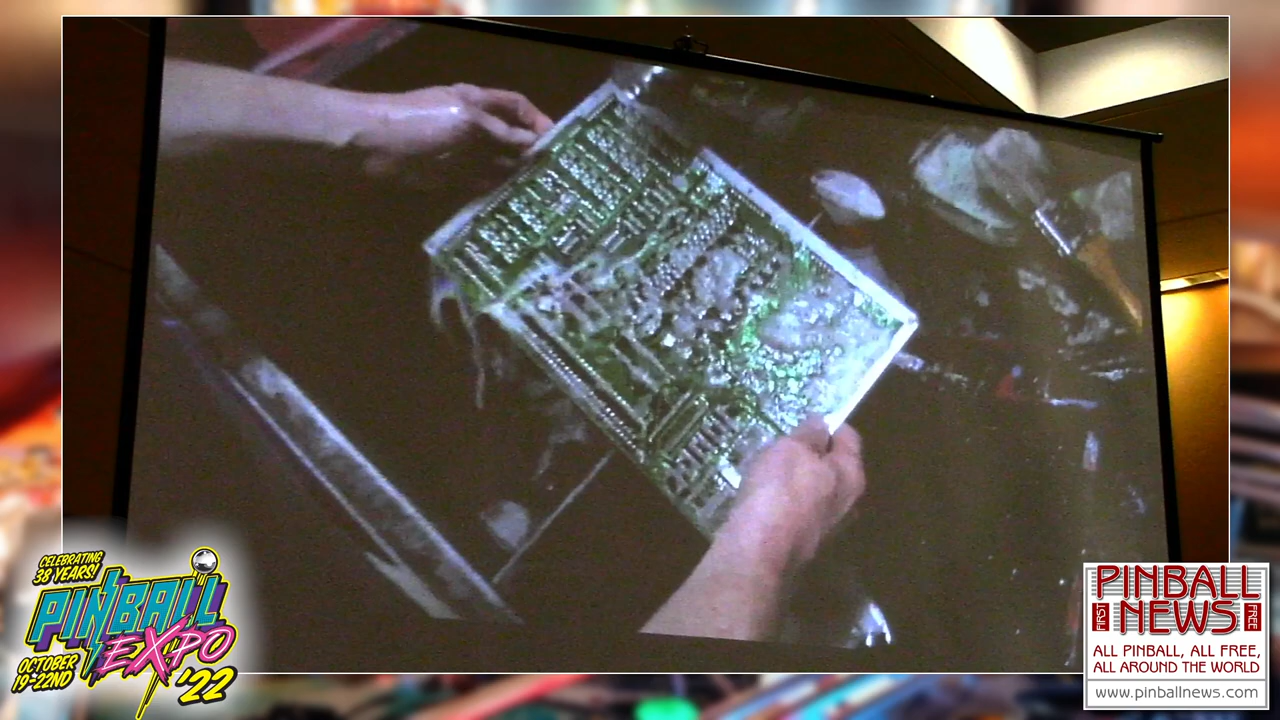 CELEBRATING
38 YEARS!
PINBALL
EXPO
OCTOBER
19-22ND
'22
PINBALL
FIRST NEWS FREE
ALL PINBALL, ALL FREE,
ALL AROUND THE WORLD
www.pinballnews.com